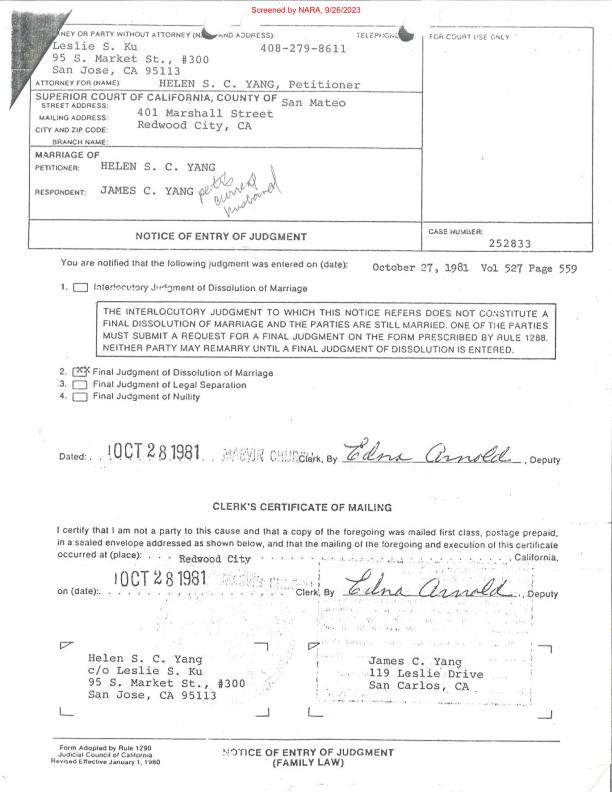 Screened by NARA, 9/26/2023
NEY OR PARTY WITHOUT ATTORNEY AND ADDRESS): TELEPHONE FOR COURT USE ONLY
Leslie S. Ku 408-279-8611
95 S. Market St., #300
San Jose, CA 95113
ATTORNEY FOR (NAME): HELEN S. C. YANG, Petitioner
SUPERIOR COURT OF CALIFORNIA, COUNTY OF San Mateo
STREET ADDRESS:
MAILING ADDRESS: 401 Marshall Street
CITY AND ZIP CODE: Redwood City, CA
BRANCH NAME:
MARRIAGE OF
PETITIONER: HELEN S. C. YANG
RESPONDENT: JAMES C. YANG petr's current husband
NOTICE OF ENTRY OF JUDGMENT
CASE NUMBER:
252833
You are notified that the following judgment was entered on (date): October 27, 1981 Vol 527 Page 559
1. Interlocutory Judgment of Dissolution of Marriage
THE INTERLOCUTORY JUDGMENT TO WHICH THIS NOTICE REFERS DOES NOT CONSTITUTE A
FINAL DISSOLUTION OF MARRIAGE AND THE PARTIES ARE STILL MARRIED. ONE OF THE PARTIES
MUST SUBMIT A REQUEST FOR A FINAL JUDGMENT ON THE FORM PRESCRIBED BY RULE 1288.
NEITHER PARTY MAY REMARRY UNTIL A FINAL JUDGMENT OF DISSOLUTION IS ENTERED.
2. XX Final Judgment of Dissolution of Marriage
3. Final Judgment of Legal Separation
4. Final Judgment of Nullity
Dated: OCT 28 1981 MARVIN CHURCH Clerk, By Edna Arnold, Deputy
CLERK'S CERTIFICATE OF MAILING
I certify that I am not a party to this cause and that a copy of the foregoing was mailed first class, postage prepaid,
in a sealed envelope addressed as shown below, and that the mailing of the foregoing and execution of this certificate
occurred at (place): Redwood City, California,
on (date): OCT 28 1981 MARVIN CHURCH Clerk, By Edna Arnold, Deputy
Helen S. C. Yang
c/o Leslie S. Ku
95 S. Market St., #300
San Jose, CA 95113
James C. Yang
119 Leslie Drive
San Carlos, CA
Form Adopted by Rule 1290
Judicial Council of California
Revised Effective January 1, 1980
NOTICE OF ENTRY OF JUDGMENT
(FAMILY LAW)